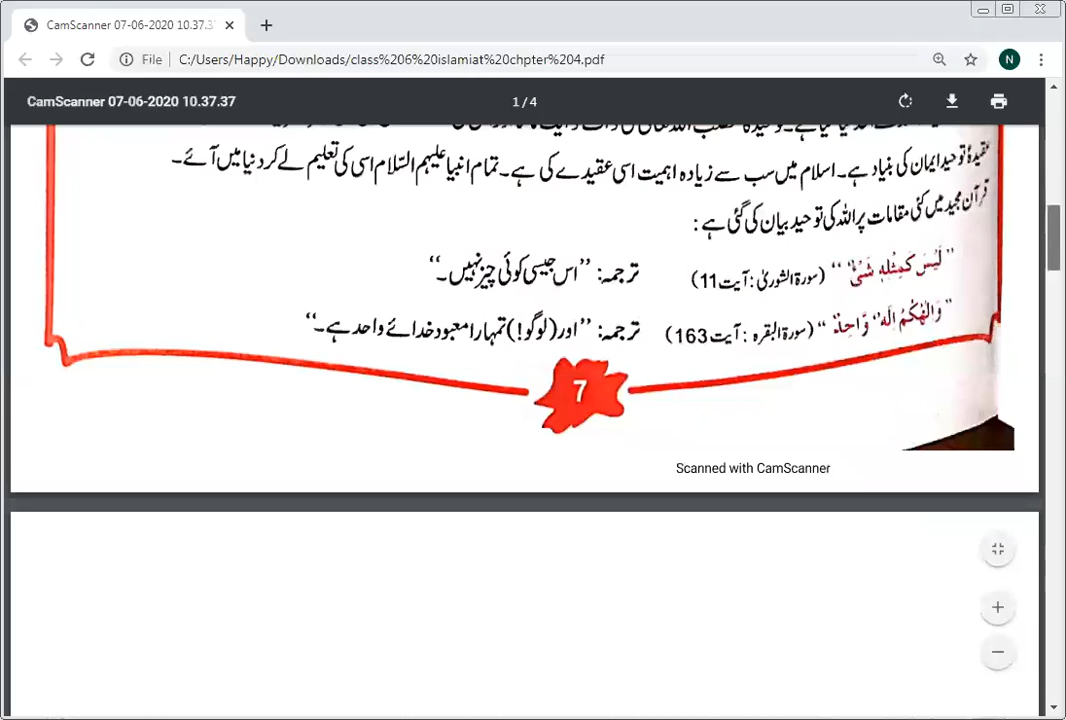 CamScanner 07-06-2020 10.37.3
File C:/Users/Happy/Downloads/class%206%20islamiat%20chpter%204.pdf
N
CamScanner 07-06-2020 10.37.37
1 / 4
عقیدۂ توحید ایمان کی بنیاد ہے۔ اسلام میں سب سے زیادہ اہمیت اسی عقیدے کی ہے۔ تمام انبیا علیہم السّلام اسی کی تعلیم لے کر دنیا میں آئے۔
قرآن مجید میں کئی مقامات پر اللہ کی توحید بیان کی گئی ہے:
”لَیْسَ کَمِثْلِهٖ شَیْءٌ“ (سورۃ الشوریٰ: آیت 11) ترجمہ: ”اس جیسی کوئی چیز نہیں۔“
”وَاِلٰهُکُمْ اِلٰهٌ وَّاحِدٌ“ (سورۃ البقرہ: آیت 163) ترجمہ: ”اور (لوگو!) تمہارا معبود خدائے واحد ہے۔“
7
Scanned with CamScanner